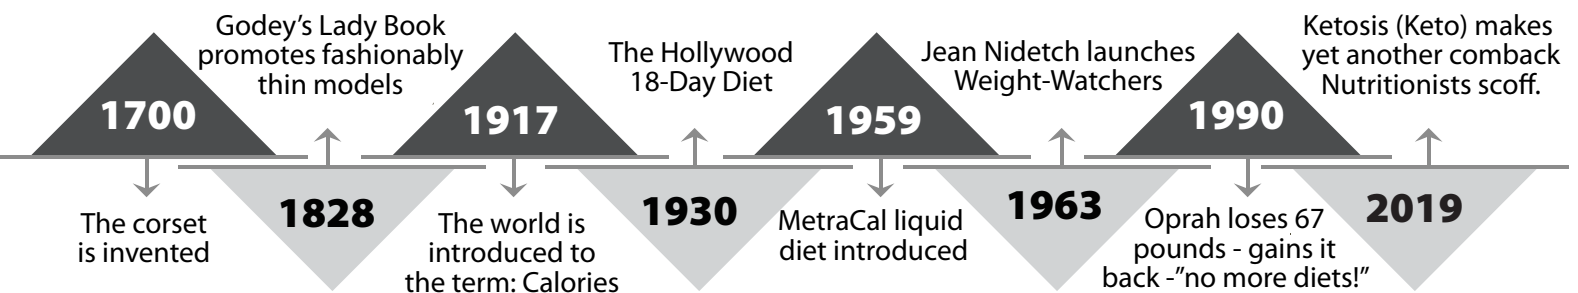 1700
The corset
is invented
Godey’s Lady Book
promotes fashionably
thin models
1828
1917
The world is
introduced to
the term: Calories
The Hollywood
18-Day Diet
1930
1959
MetraCal liquid
diet introduced
Jean Nidetch launches
Weight-Watchers
1963
1990
Oprah loses 67
pounds - gains it
back -”no more diets!”
Ketosis (Keto) makes
yet another comback
Nutritionists scoff.
2019